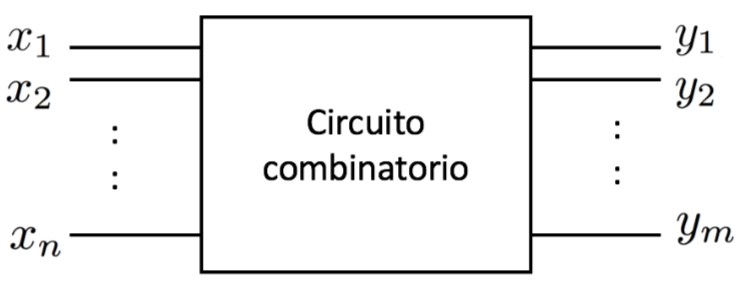 x₁ y₁
x₂ y₂
Circuito
combinatorio
: :
: :
xₙ yₘ